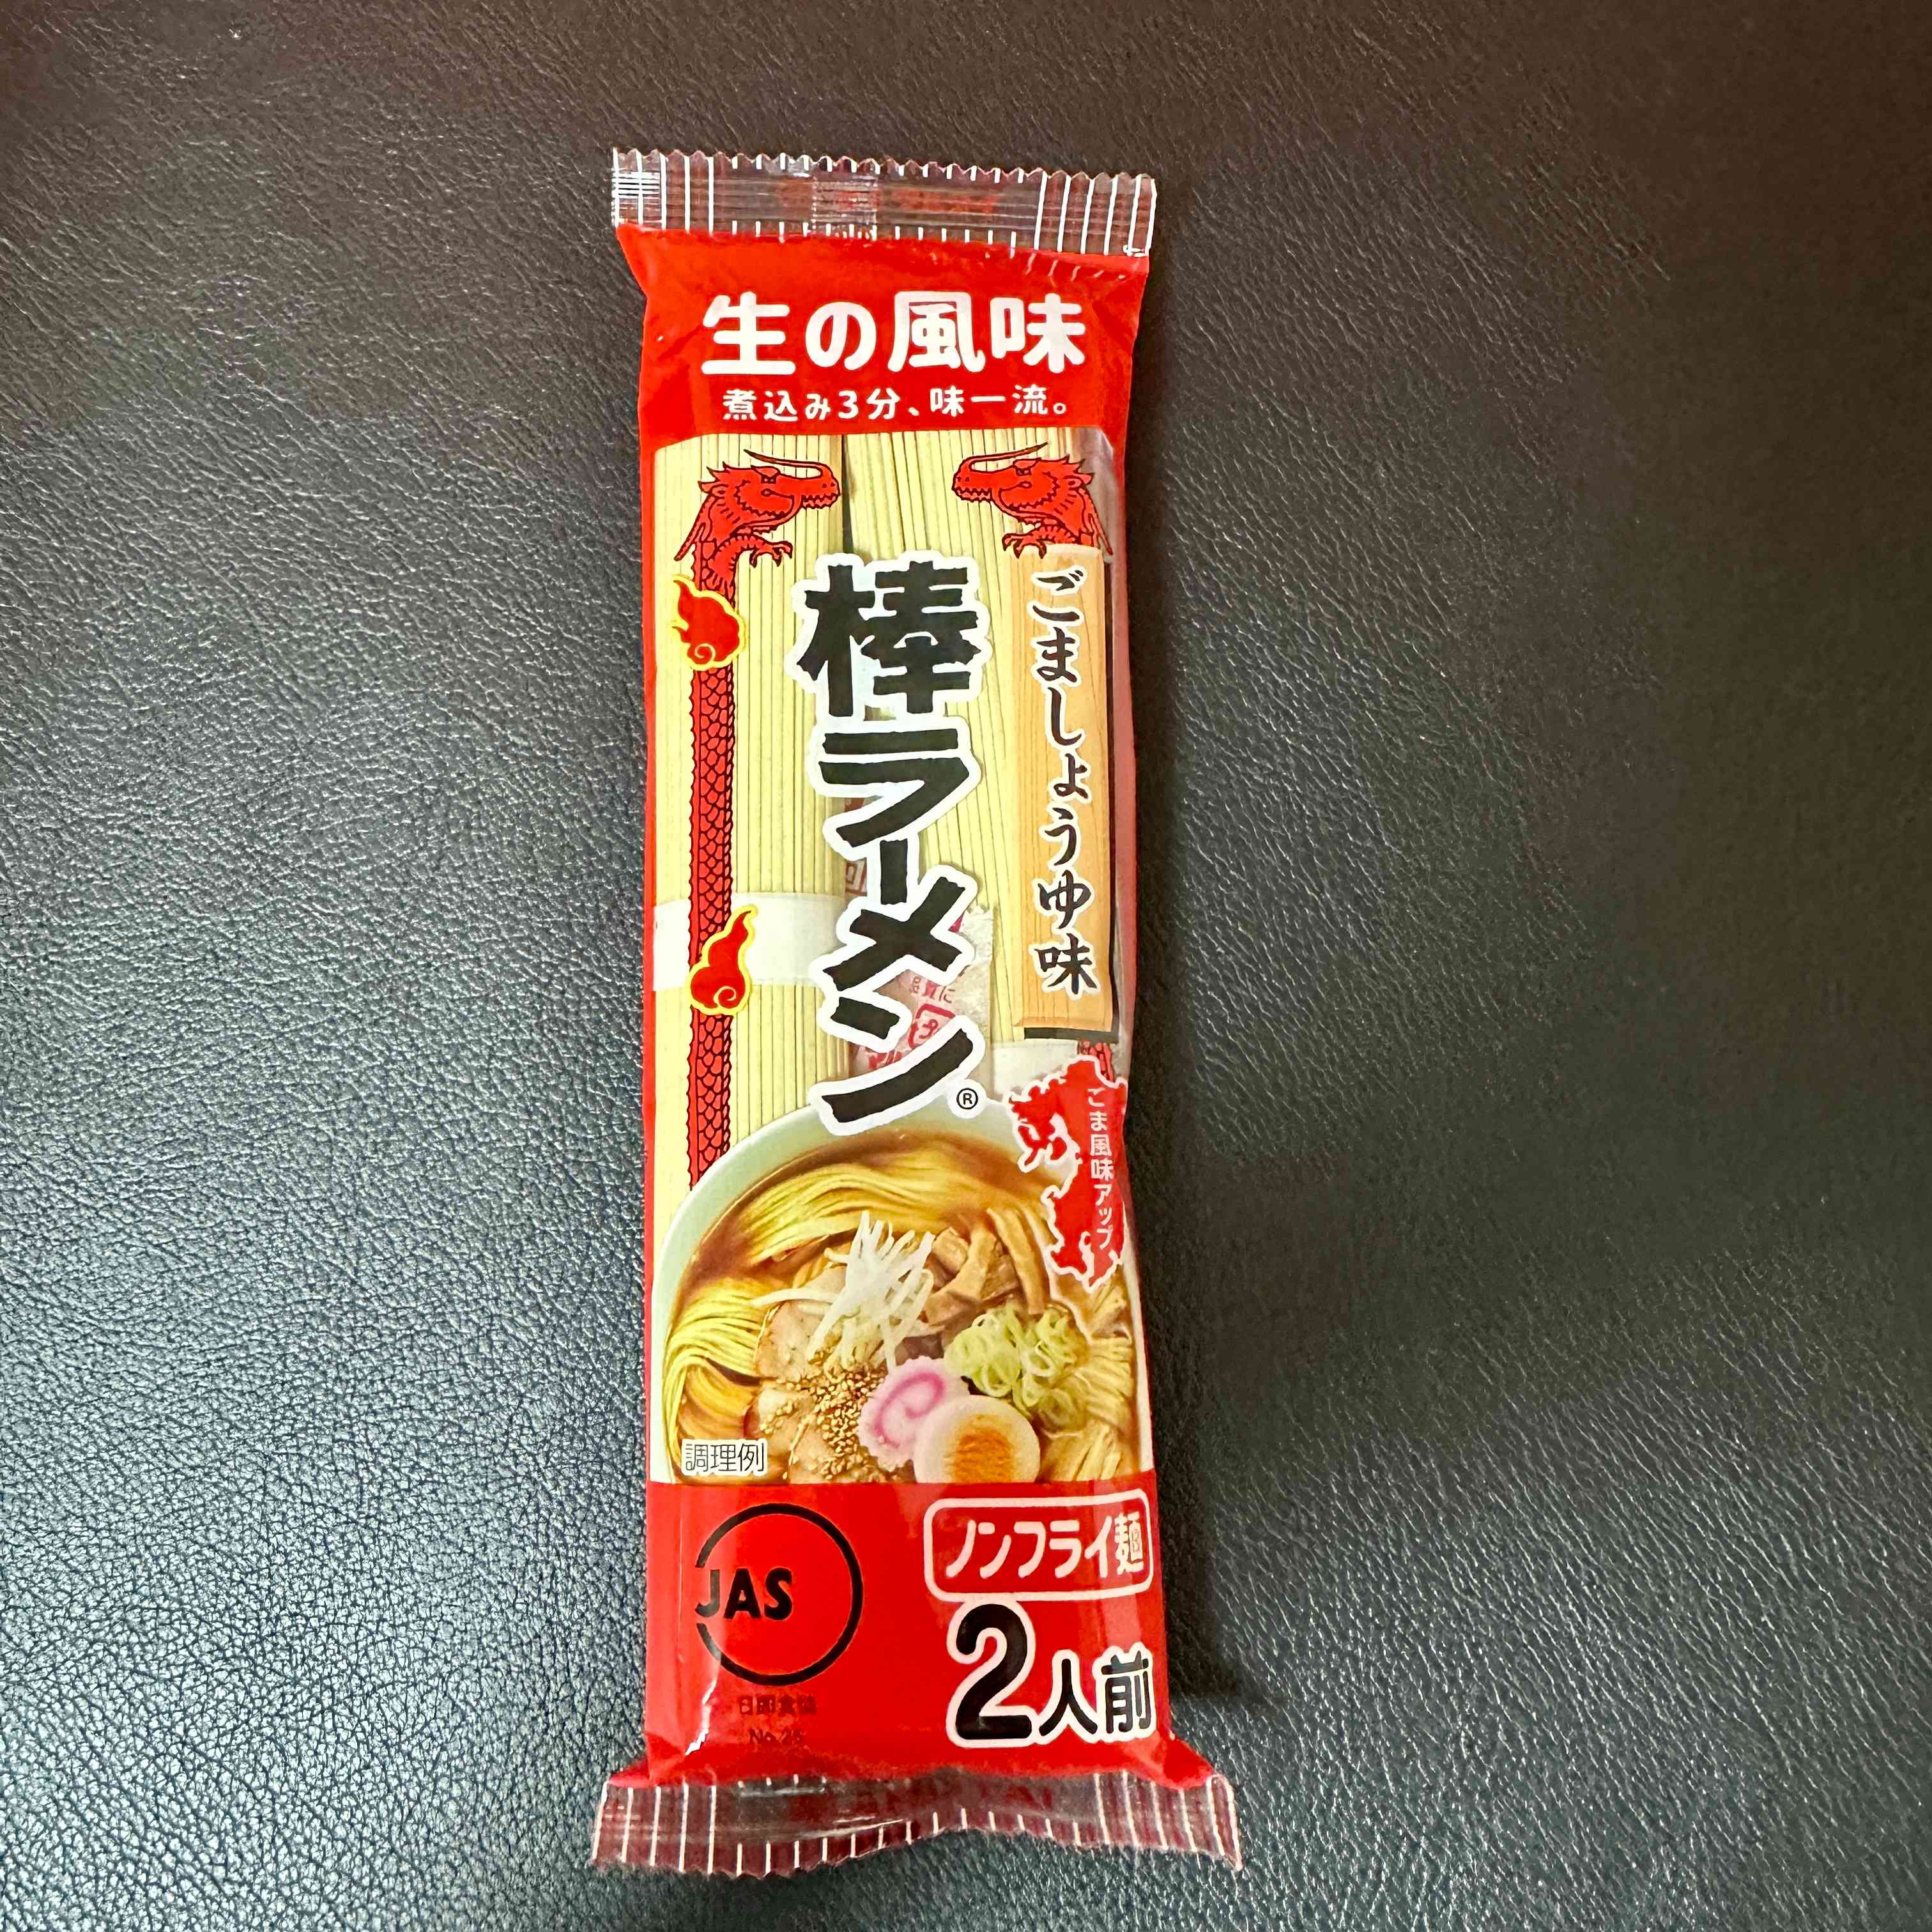 生の風味
煮込み3分、味一流。
棒ラーメン®
ごましょうゆ味
ごま風味アップ
調理例
JAS
ノンフライ麺
2人前